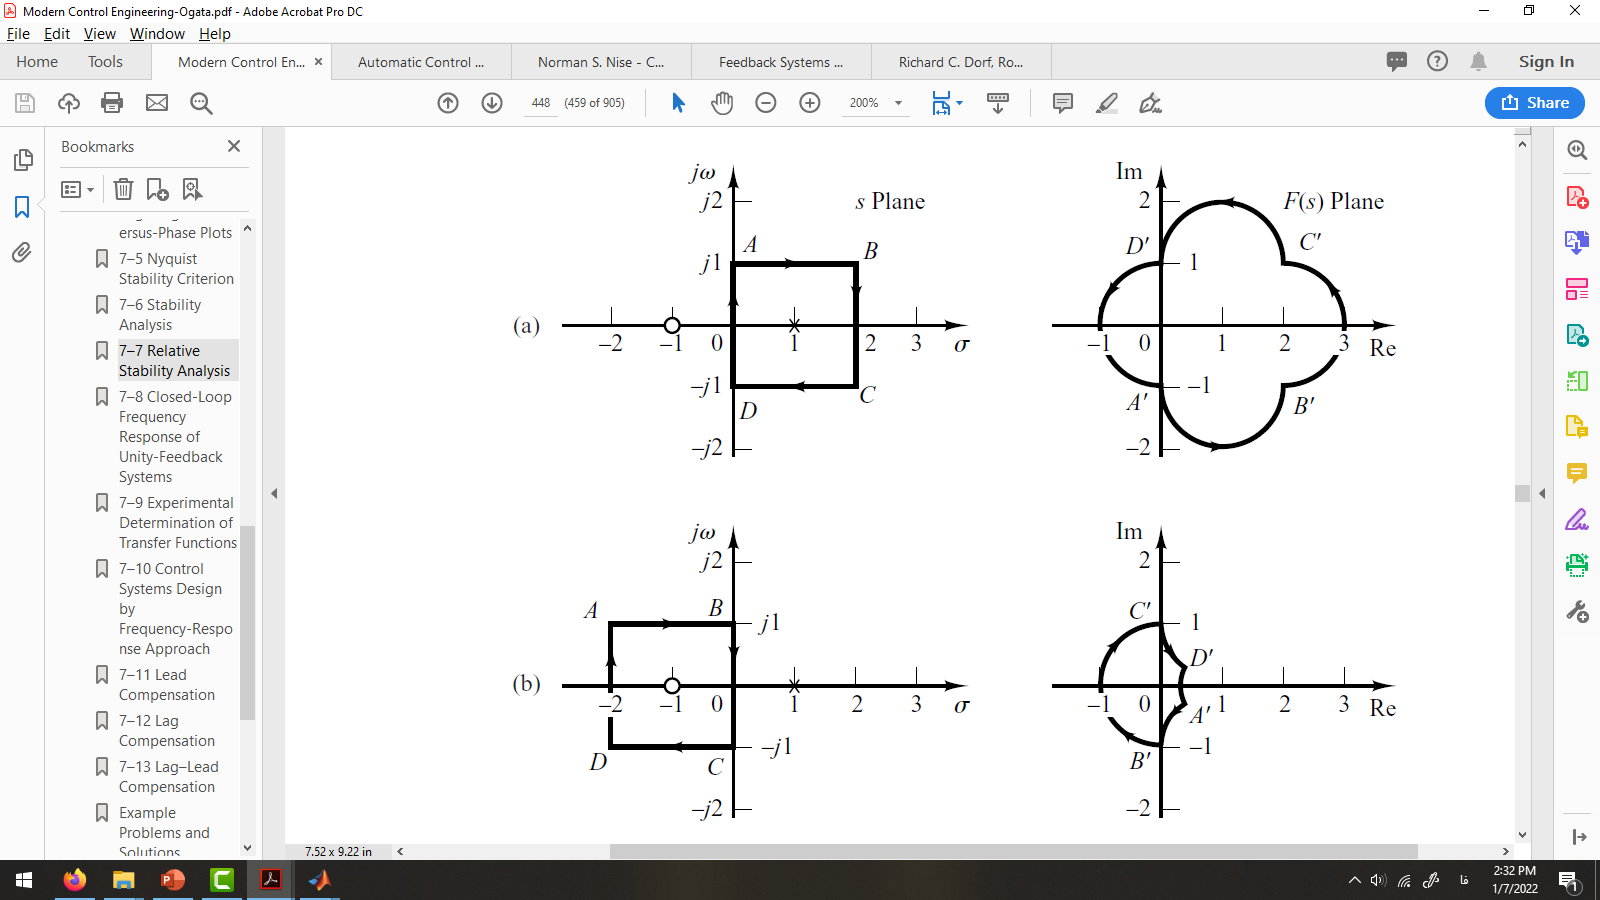 Modern Control Engineering-Ogata.pdf - Adobe Acrobat Pro DC
File Edit View Window Help
Home Tools Modern Control En... × Automatic Control ... Norman S. Nise - C... Feedback Systems ... Richard C. Dorf, Ro... Sign In
448 (459 of 905) 200% Share
Bookmarks
ersus-Phase Plots
7–5 Nyquist
Stability Criterion
7–6 Stability
Analysis
7–7 Relative
Stability Analysis
7–8 Closed-Loop
Frequency
Response of
Unity-Feedback
Systems
7–9 Experimental
Determination of
Transfer Functions
7–10 Control
Systems Design
by
Frequency-Respo
nse Approach
7–11 Lead
Compensation
7–12 Lag
Compensation
7–13 Lag–Lead
Compensation
Example
Problems and
Solutions
(a)
jω
j2
s Plane
A
B
j1
–2 –1 0 1 2 3 σ
–j1
D
C
–j2
Im
2
F(s) Plane
C′
D′
1
–1 0 1 2 3 Re
–1
A′
B′
–2
(b)
jω
j2
A
B
j1
–2 –1 0 1 2 3 σ
–j1
D
C
–j2
Im
2
C′
1
D′
–1 0 1 2 3 Re
A′
–1
B′
–2
7.52 x 9.22 in
فا
2:32 PM
1/7/2022
1